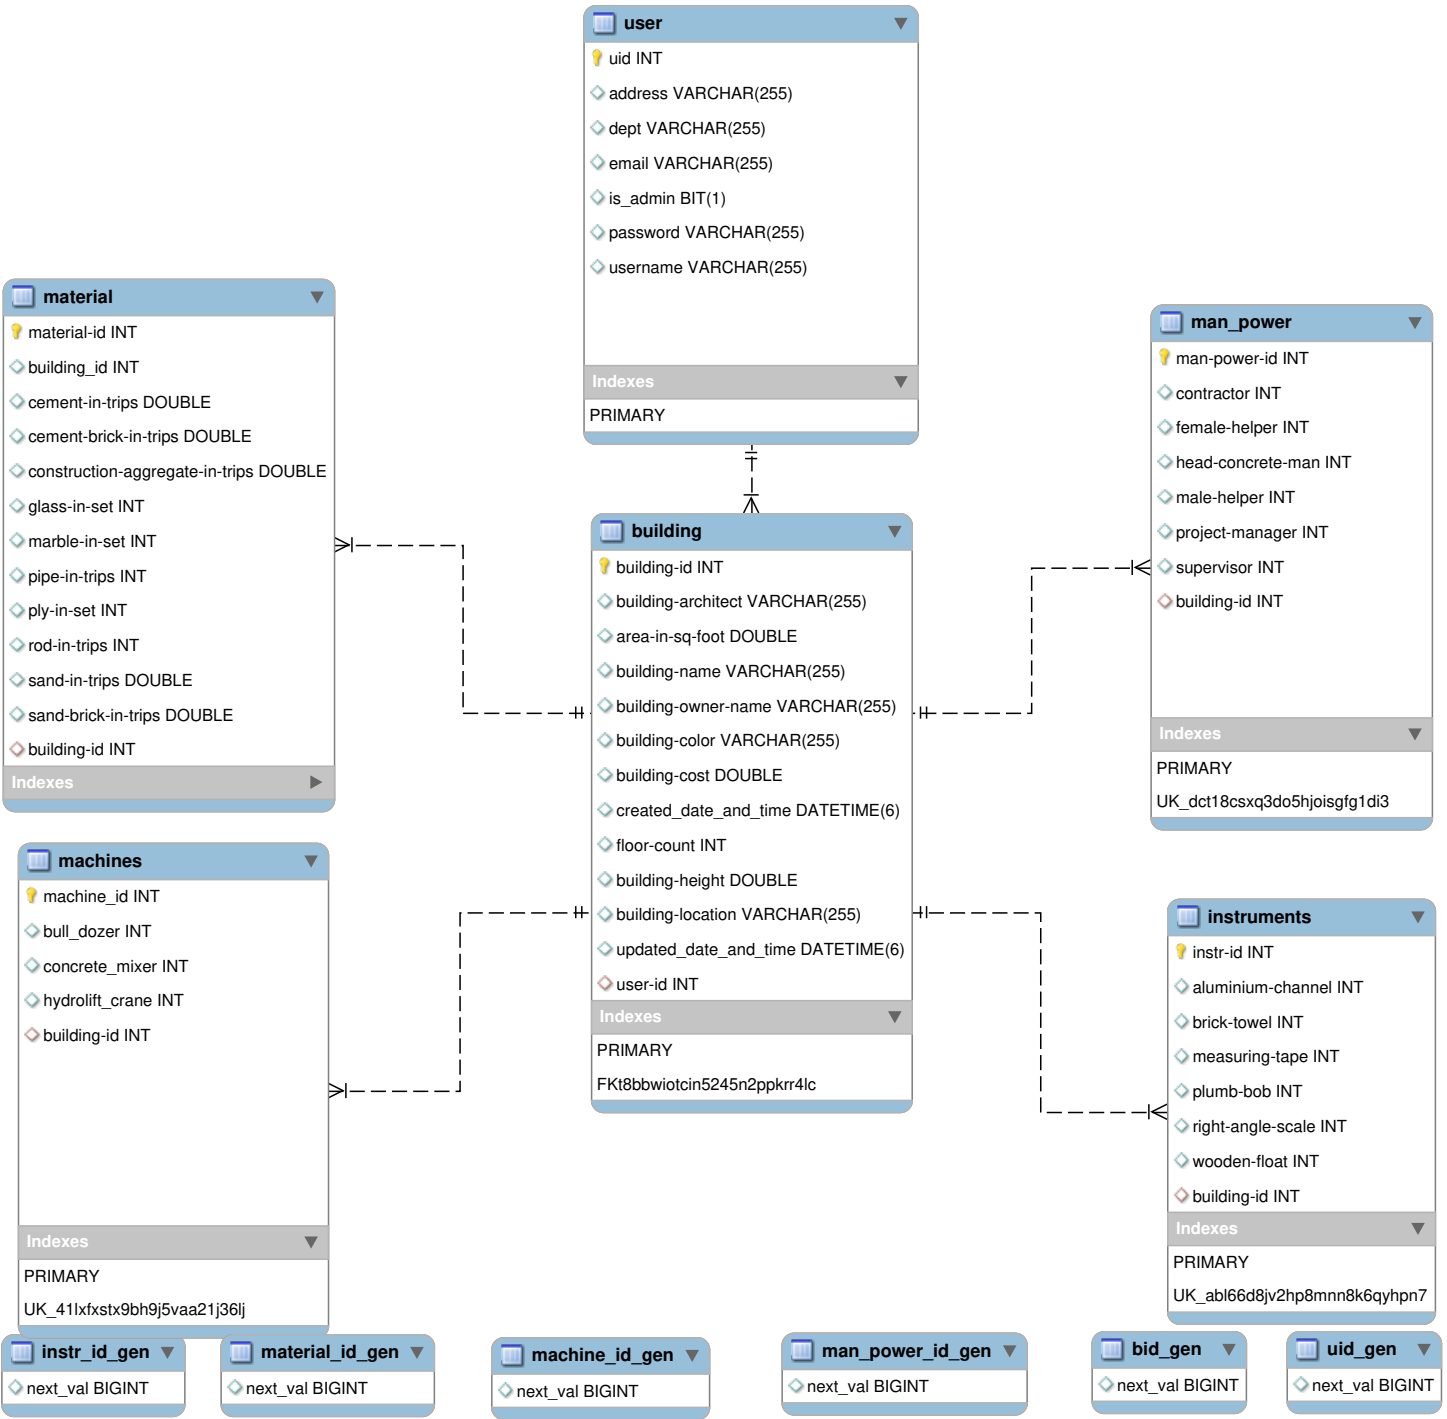 user
uid INT
address VARCHAR(255)
dept VARCHAR(255)
email VARCHAR(255)
is_admin BIT(1)
password VARCHAR(255)
username VARCHAR(255)
Indexes
PRIMARY
material
material-id INT
building_id INT
cement-in-trips DOUBLE
cement-brick-in-trips DOUBLE
construction-aggregate-in-trips DOUBLE
glass-in-set INT
marble-in-set INT
pipe-in-trips INT
ply-in-set INT
rod-in-trips INT
sand-in-trips DOUBLE
sand-brick-in-trips DOUBLE
building-id INT
Indexes
man_power
man-power-id INT
contractor INT
female-helper INT
head-concrete-man INT
male-helper INT
project-manager INT
supervisor INT
building-id INT
Indexes
PRIMARY
UK_dct18csxq3do5hjoisgfg1di3
building
building-id INT
building-architect VARCHAR(255)
area-in-sq-foot DOUBLE
building-name VARCHAR(255)
building-owner-name VARCHAR(255)
building-color VARCHAR(255)
building-cost DOUBLE
created_date_and_time DATETIME(6)
floor-count INT
building-height DOUBLE
building-location VARCHAR(255)
updated_date_and_time DATETIME(6)
user-id INT
Indexes
PRIMARY
FKt8bbwiotcin5245n2ppkrr4lc
machines
machine_id INT
bull_dozer INT
concrete_mixer INT
hydrolift_crane INT
building-id INT
Indexes
PRIMARY
UK_41lxfxstx9bh9j5vaa21j36lj
instruments
instr-id INT
aluminium-channel INT
brick-towel INT
measuring-tape INT
plumb-bob INT
right-angle-scale INT
wooden-float INT
building-id INT
Indexes
PRIMARY
UK_abl66d8jv2hp8mnn8k6qyhpn7
instr_id_gen
next_val BIGINT
material_id_gen
next_val BIGINT
machine_id_gen
next_val BIGINT
man_power_id_gen
next_val BIGINT
bid_gen
next_val BIGINT
uid_gen
next_val BIGINT